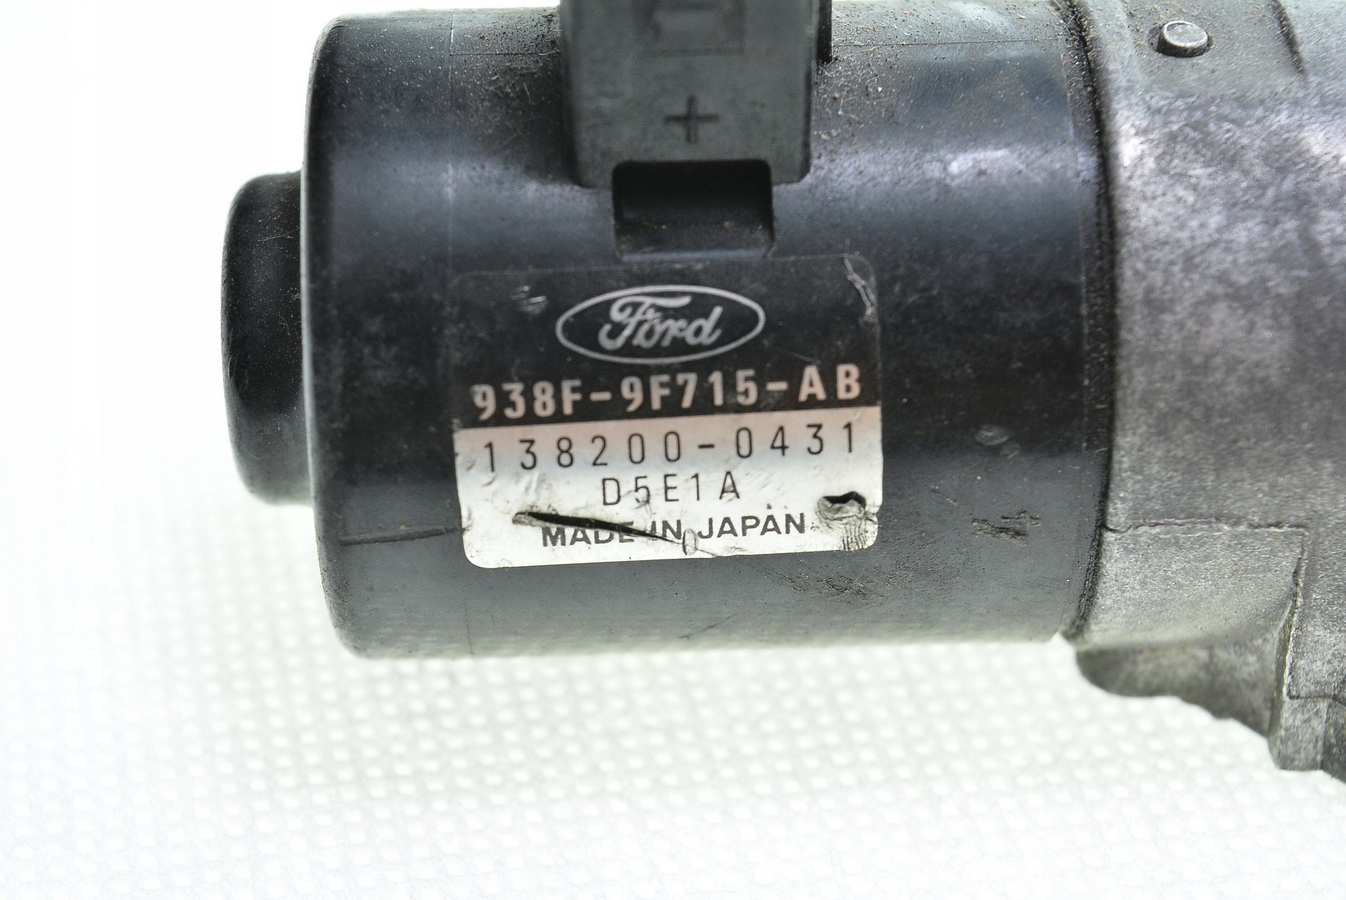 +
Ford
938F-9F715-AB
138200-0431
D5E1A
MADE IN JAPAN